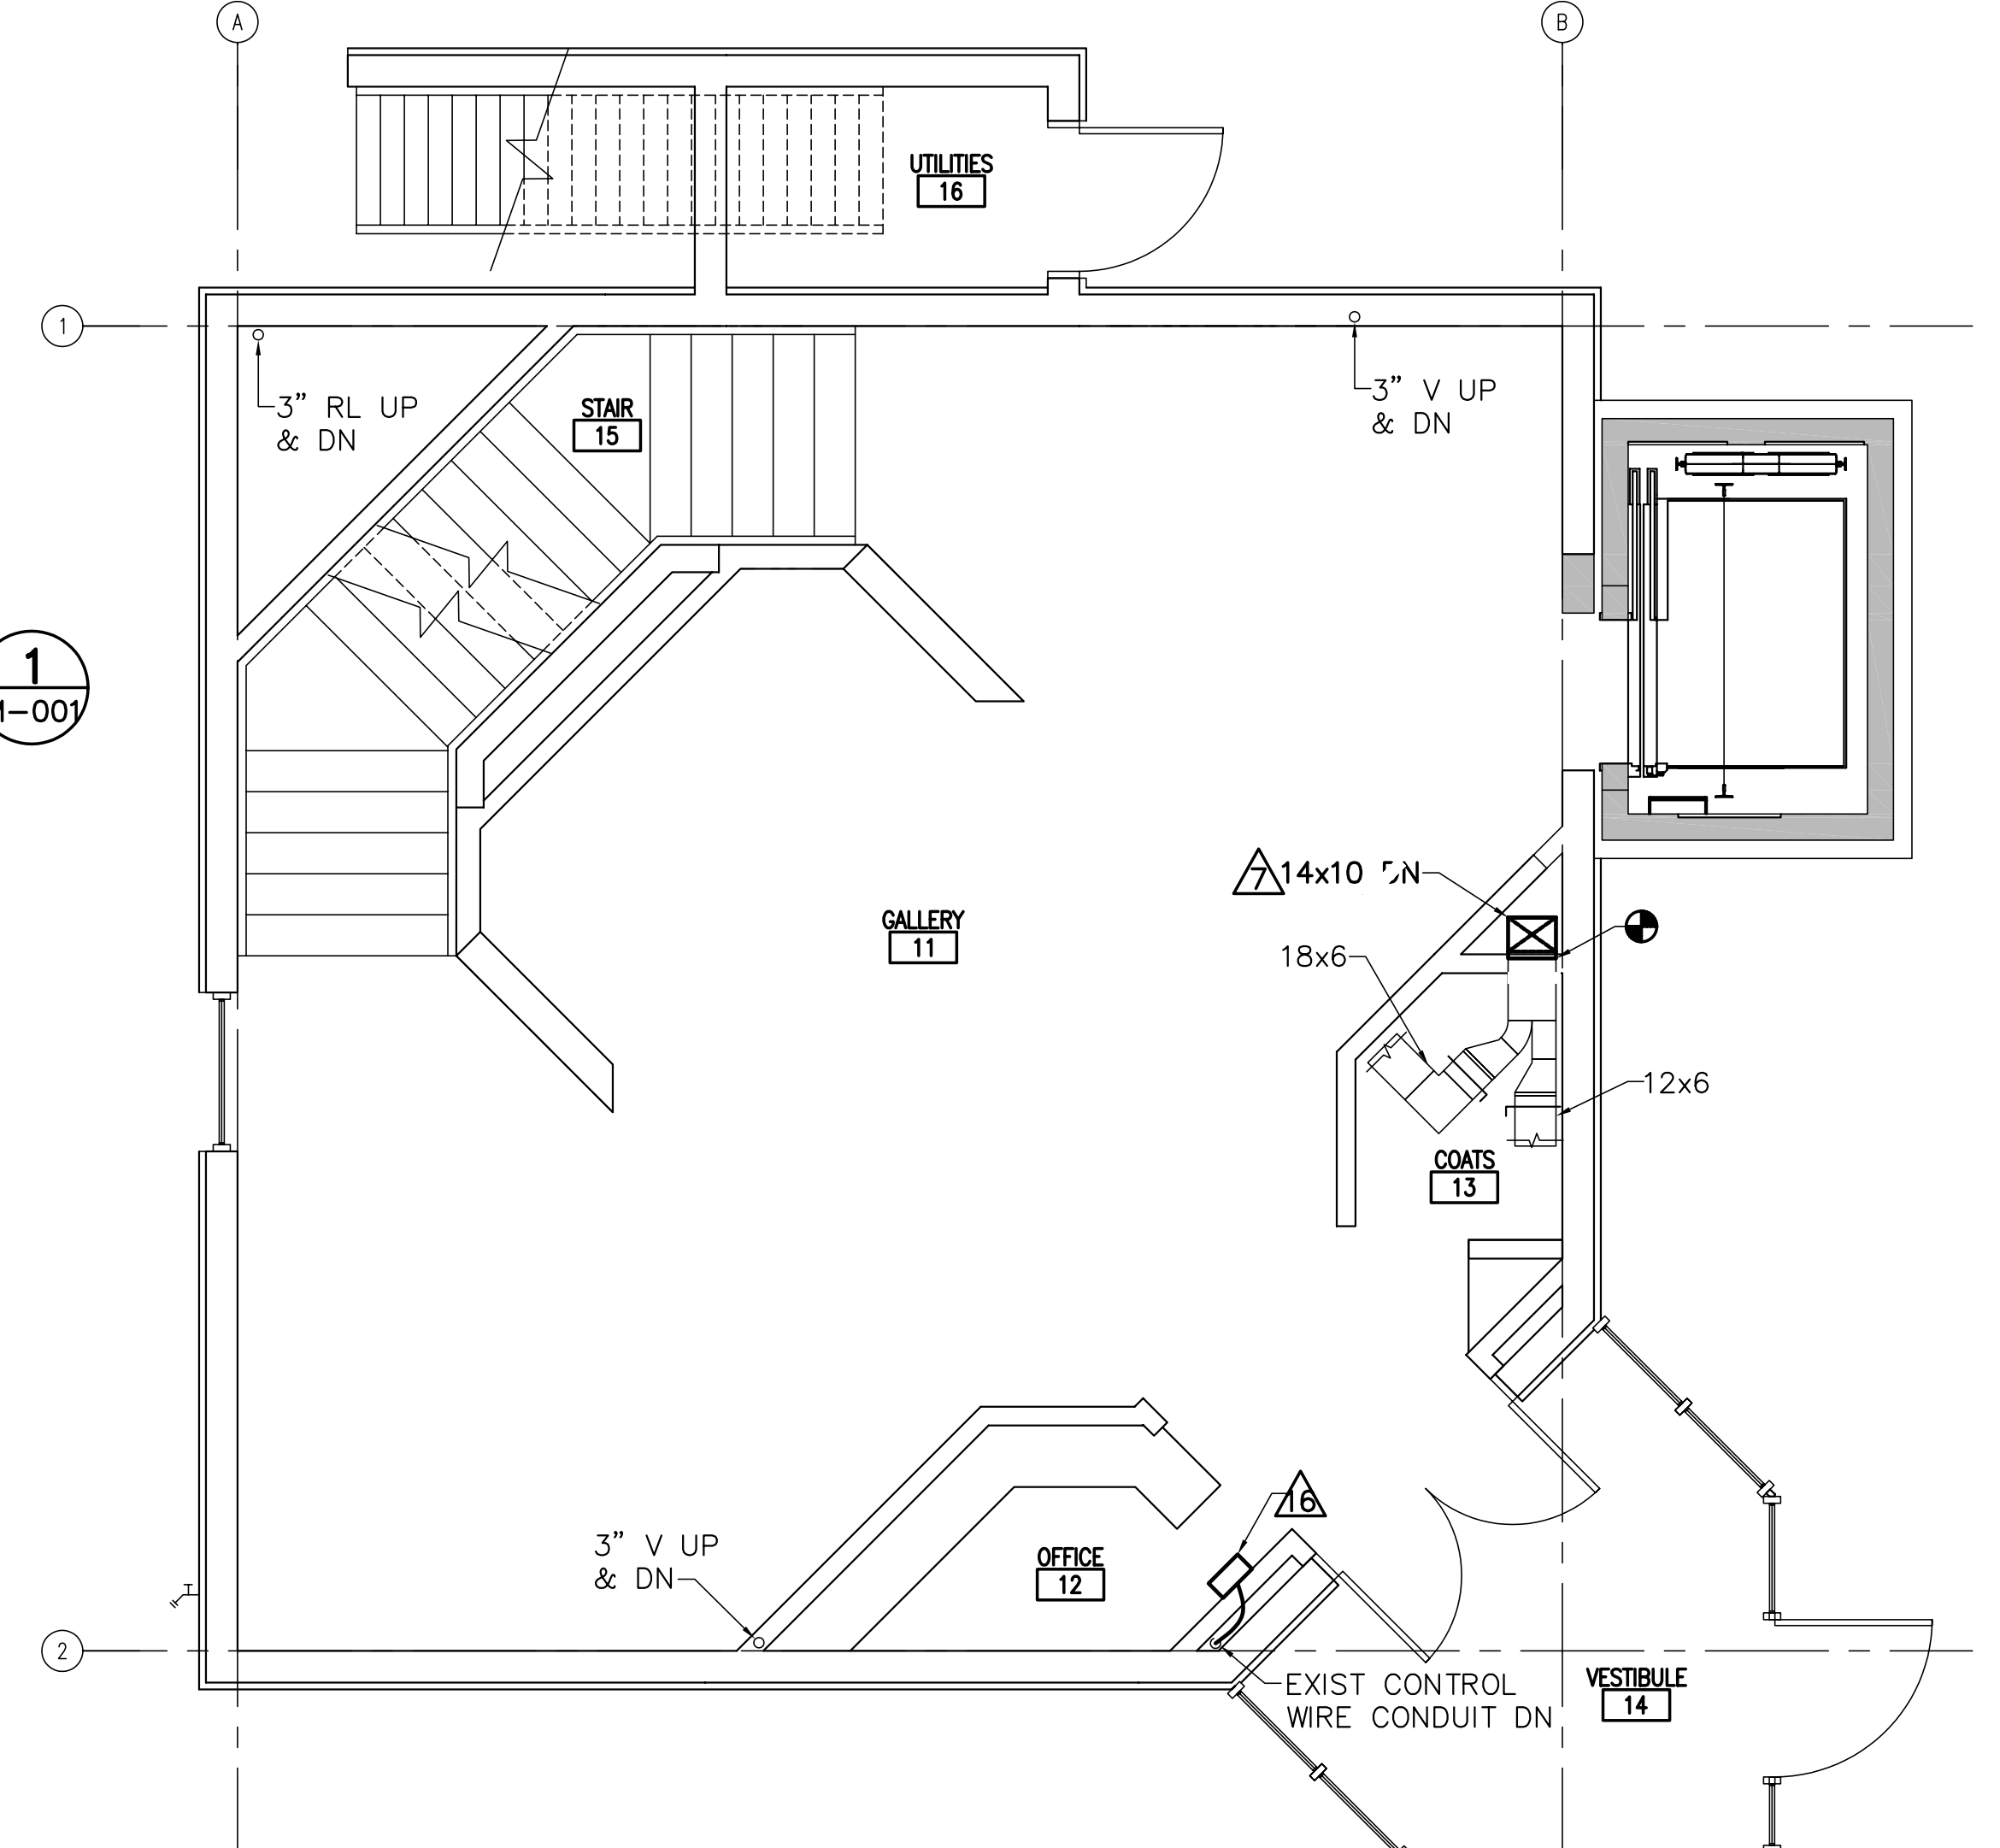 A
B
UTILITIES
16
1
3" RL UP
& DN
STAIR
15
3" V UP
& DN
1
-001
7
14x10
GALLERY
11
18x6
12x6
COATS
13
3" V UP
& DN
OFFICE
12
16
2
EXIST CONTROL
WIRE CONDUIT DN
VESTIBULE
14